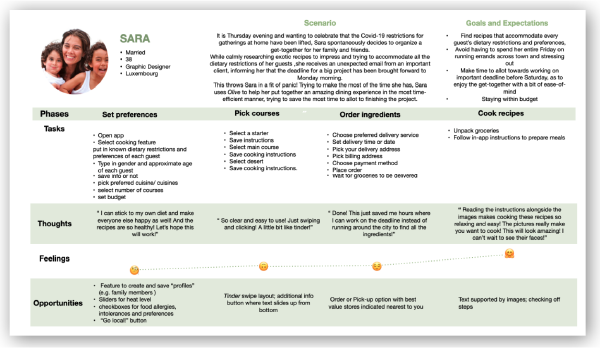 SARA
• Married
• 38
• Graphic Designer
• Luxembourg
Scenario
It is Thursday evening and wanting to celebrate that the Covid-19 restrictions for
gatherings at home have been lifted, Sara spontaneously decides to organize a
get-together for her family and friends.
While calmly researching exotic recipes to impress and trying to accommodate all the
dietary restrictions of her guests ,she receives an unexpected email from an important
client, informing her that the deadline for a big project has been brought forward to
Monday morning.
This throws Sara in a fit of panic! Trying to make the most of the time she has, Sara
uses Olive to help her put together an amazing dining experience in the most time-
efficient manner, trying to save the most time to allot to finishing the project.
Goals and Expectations
• Find recipes that accommodate every
guest's dietary restrictions and preferences,
• Avoid having to spend her entire Friday on
running errands across town and stressing
out
• Make time to allot towards working on
important deadline before Saturday, as to
enjoy the get-together with a bit of ease-of-
mind
• Staying within budget
Phases
Set preferences
Pick courses
Order ingredients
Cook recipes
Tasks
• Open app
• Select cooking feature
put in known dietary restrictions and
preferences of each guest
• Type in gender and approximate age
of each guest
• save info or not
• pick preferred cuisine/ cuisines
• select number of courses
• set budget
• Select a starter
• Save instructions
• Select main course
• Save cooking instructions
• Select desert
• Save cooking instructions.
• Choose preferred delivery service
• Set delivery time or date
• Pick your delivery address
• Pick billing address
• Choose payment method
• Place order
• Wait for groceries to be delivered
• Unpack groceries
• Follow in-app instructions to prepare meals
Thoughts
" I can stick to my own diet and make
everyone else happy as well! And the
recipes are so healthy! Let's hope this
will work!"
" So clear and easy to use! Just swiping
and clicking! A little bit like tinder!"
" Done! This just saved me hours where
I can work on the deadline instead of
running around the city to find all the
ingredients!"
" Reading the instructions alongside the
images makes cooking these recipes so
relaxing and easy! The pictures really make
you want to cook! This will look amazing! I
can't wait to see their faces!"
Feelings
Opportunities
• Feature to create and save "profiles"
(e.g. family members )
• Sliders for heat level
• checkboxes for food allergies,
intolerances and preferences
• "Go local!" button
Tinder swipe layout; additional info
button where text slides up from
bottom
Order or Pick-up option with best
value stores indicated nearest to you
Text supported by images; checking off
steps